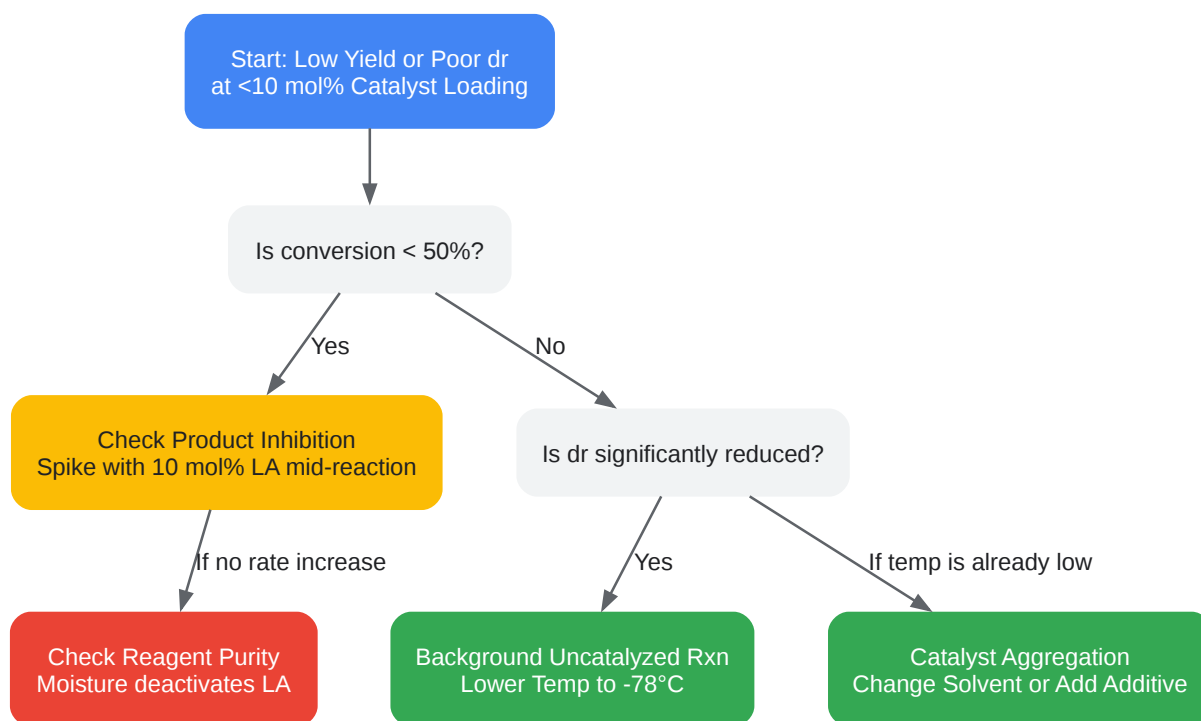 Start: Low Yield or Poor dr
at <10 mol% Catalyst Loading
Is conversion < 50%?
Yes
No
Check Product Inhibition
Spike with 10 mol% LA mid-reaction
Is dr significantly reduced?
If no rate increase
Yes
If temp is already low
Check Reagent Purity
Moisture deactivates LA
Background Uncatalyzed Rxn
Lower Temp to -78°C
Catalyst Aggregation
Change Solvent or Add Additive